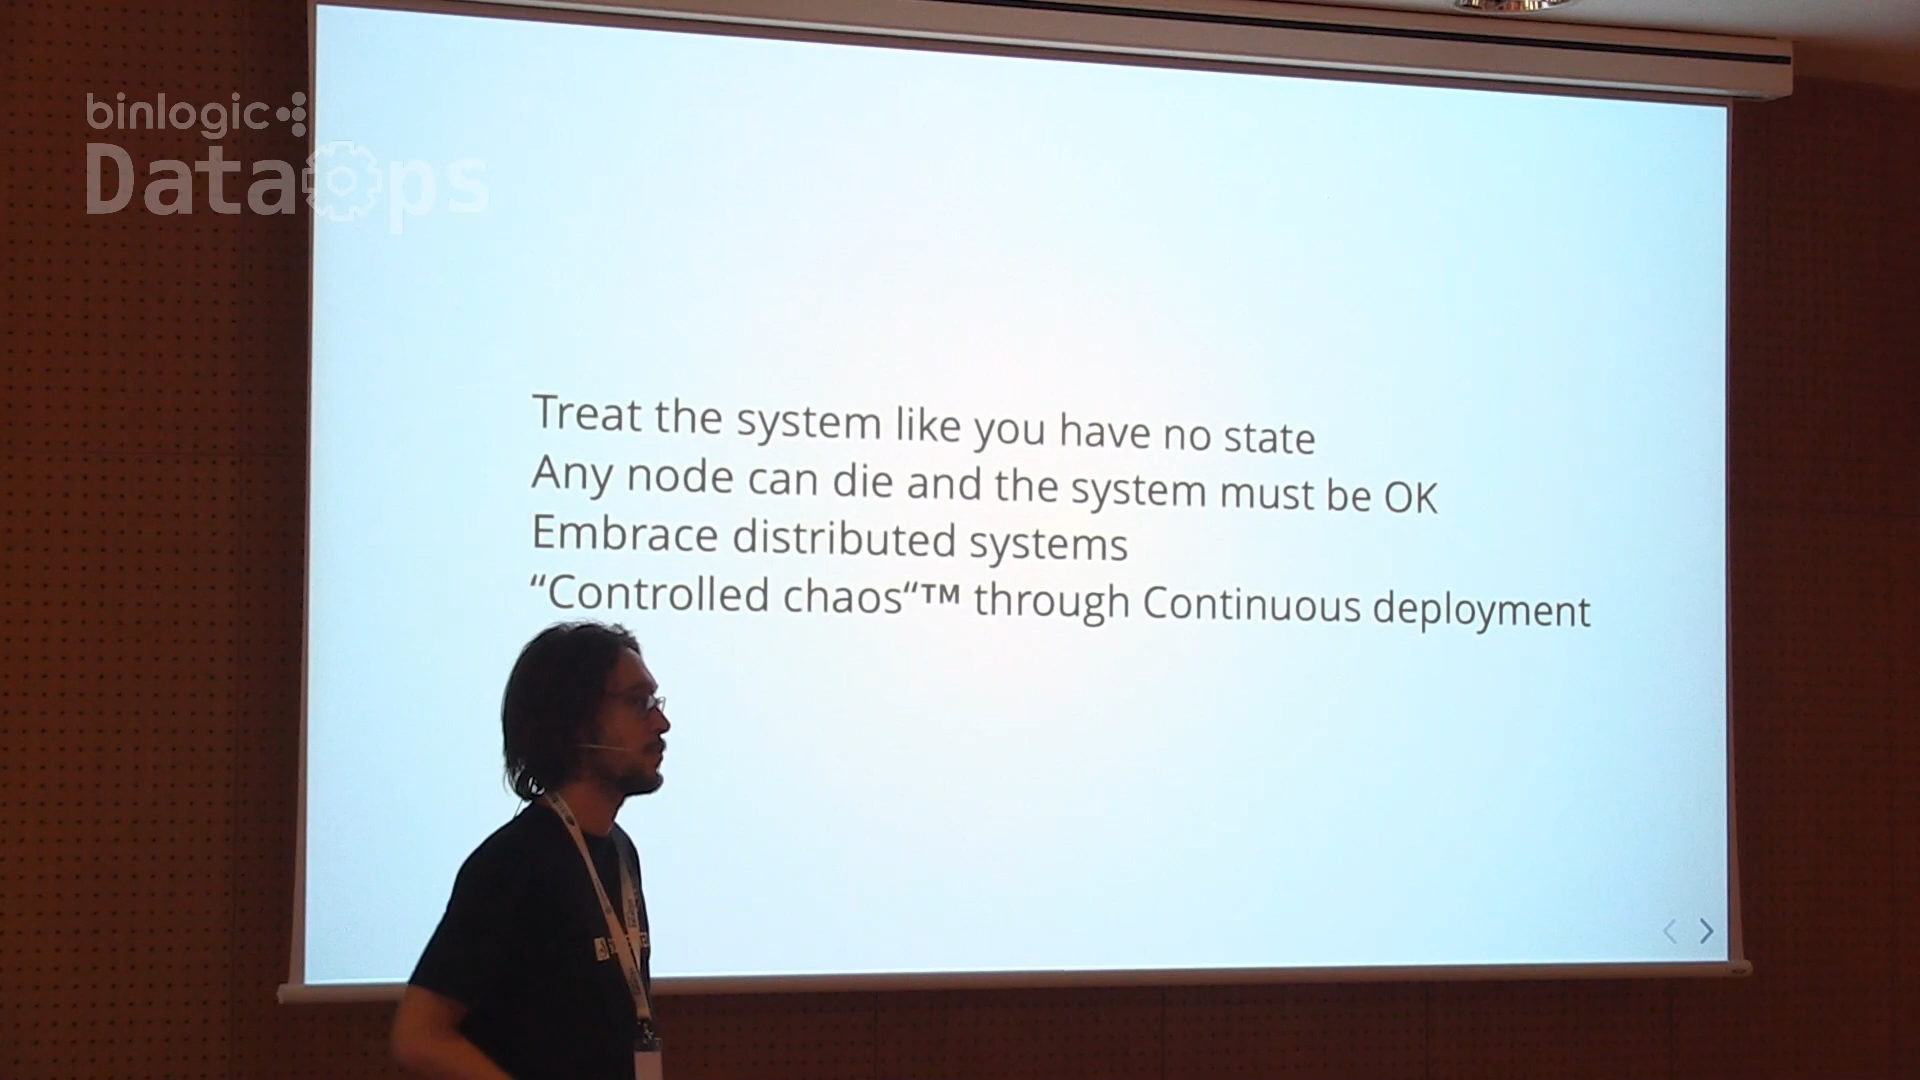 binlogic
DataOps
Treat the system like you have no state
Any node can die and the system must be OK
Embrace distributed systems
“Controlled chaos“™ through Continuous deployment